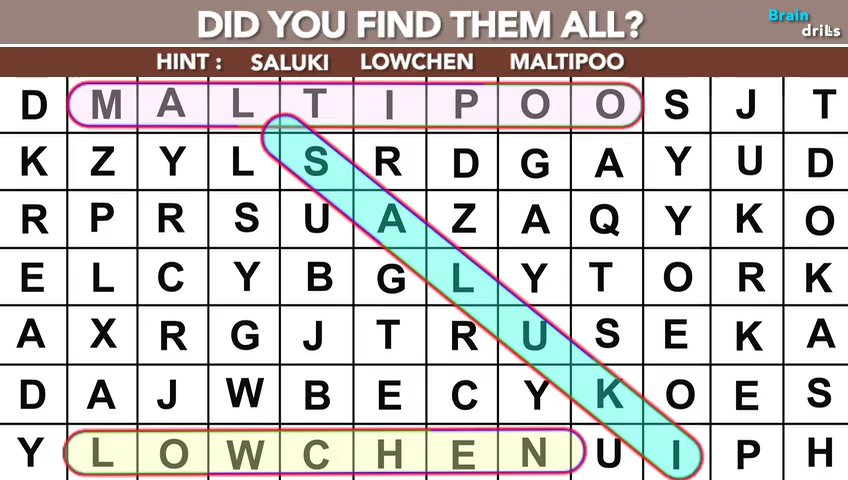 DID YOU FIND THEM ALL?
Brain
drills
HINT : SALUKI LOWCHEN MALTIPOO
D M A L T I P O O S J T
K Z Y L S R D G A Y U D
R P R S U A Z A Q Y K O
E L C Y B G L Y T O R K
A X R G J T R U S E K A
D A J W B E C Y K O E S
Y L O W C H E N U I P H